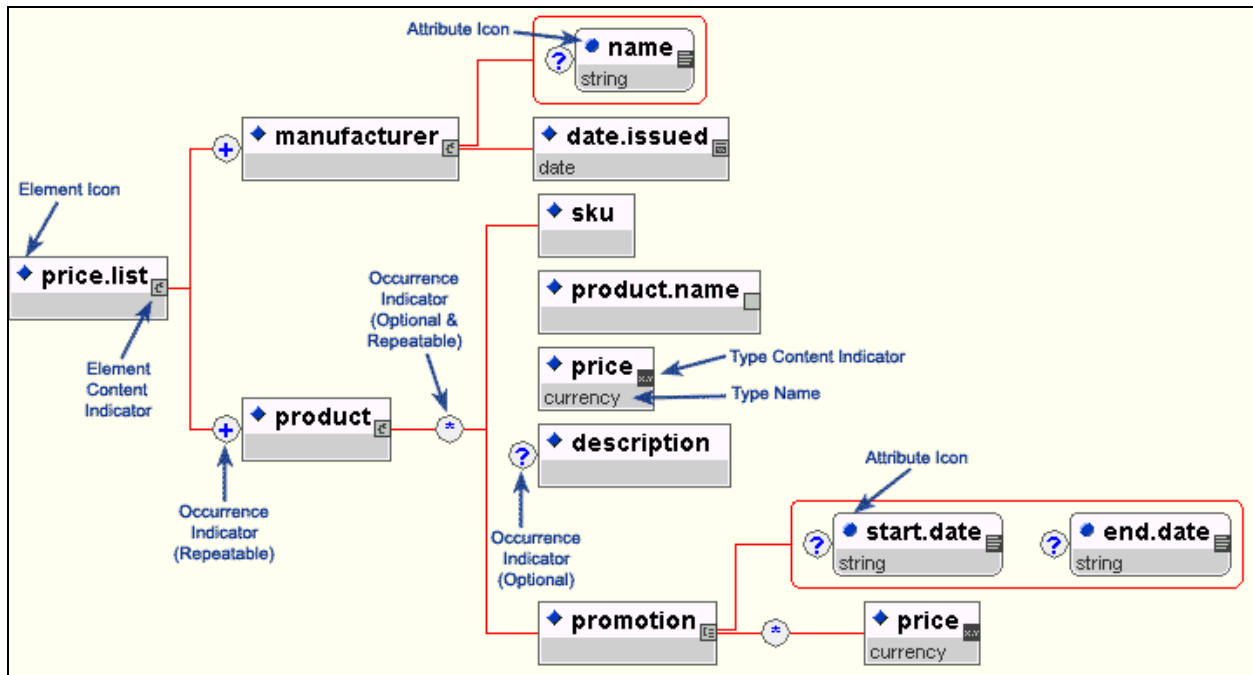 Attribute Icon
? name
string
+ manufacturer
? date.issued
date
Element Icon
sku
price.list
Occurrence
Indicator
(Optional &
Repeatable)
product.name
Element
Content
Indicator
price
x.y
currency
Type Content Indicator
Type Name
+ product
*
? description
Occurrence
Indicator
(Repeatable)
Occurrence
Indicator
(Optional)
Attribute Icon
? start.date
string
? end.date
string
promotion
*
price
x.y
currency